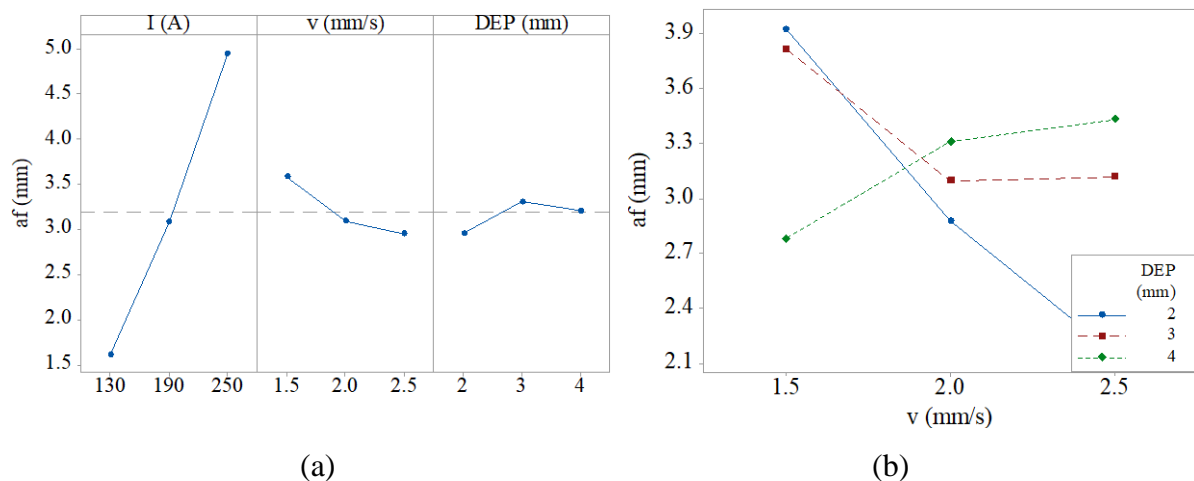 I (A) v (mm/s) DEP (mm)
af (mm)
5.0
4.5
4.0
3.5
3.0
2.5
2.0
1.5
130 190 250 1.5 2.0 2.5 2 3 4
(a)
af (mm)
3.9
3.6
3.3
3.0
2.7
2.4
2.1
1.5 2.0 2.5
v (mm/s)
DEP
(mm)
2
3
4
(b)